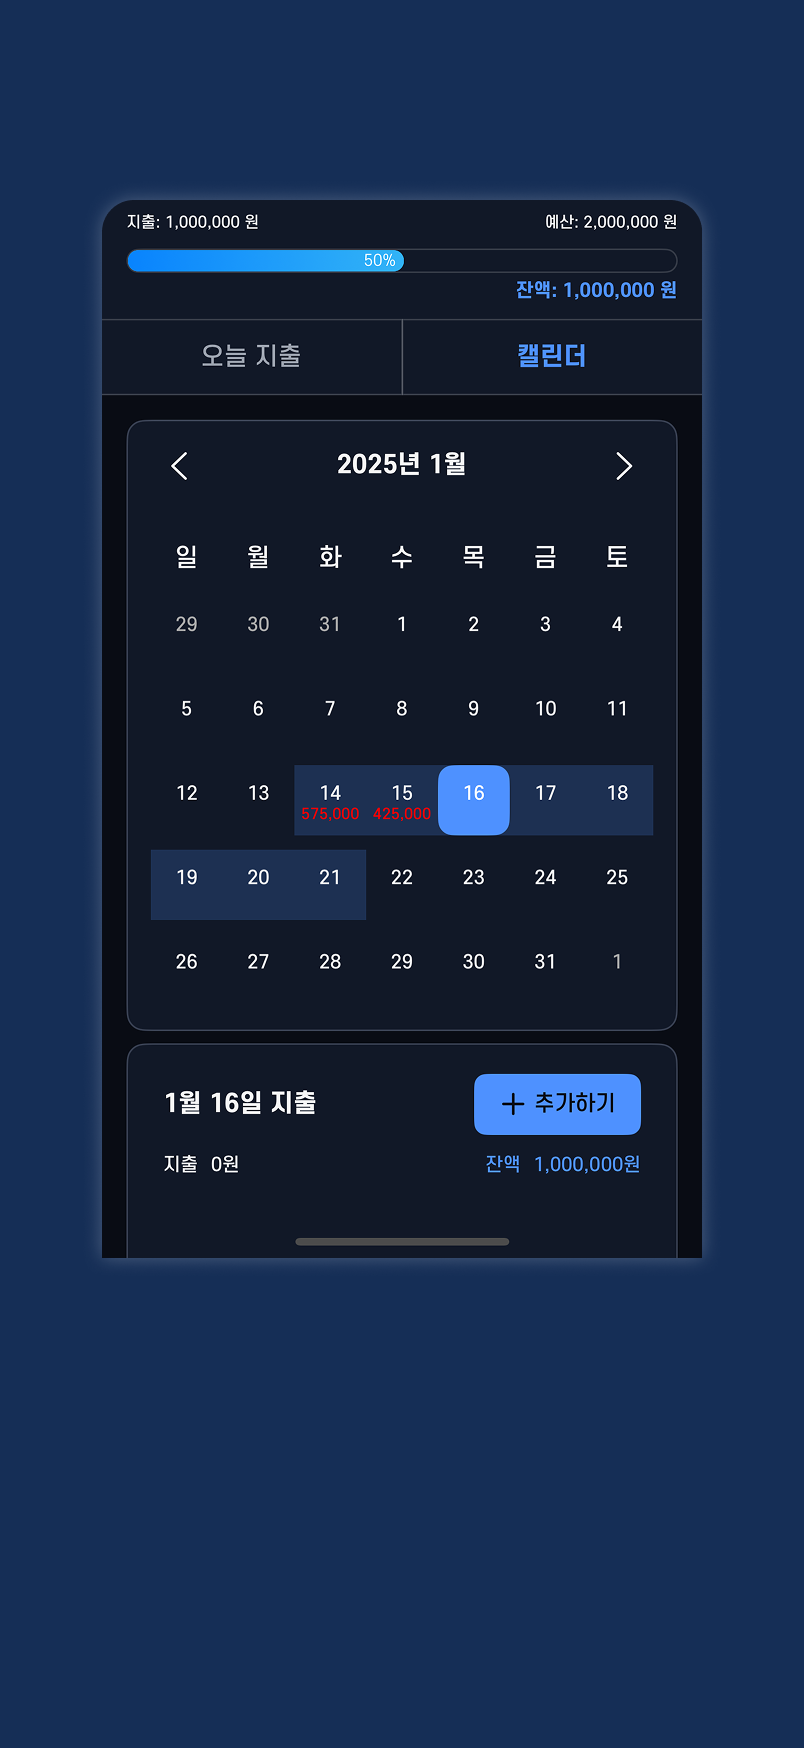 지출: 1,000,000 원 예산: 2,000,000 원
50%
잔액: 1,000,000 원
오늘 지출 캘린더
2025년 1월
일 월 화 수 목 금 토
29 30 31 1 2 3 4
5 6 7 8 9 10 11
12 13 14 15 16 17 18
575,000 425,000
19 20 21 22 23 24 25
26 27 28 29 30 31 1
1월 16일 지출 + 추가하기
지출 0원 잔액 1,000,000원